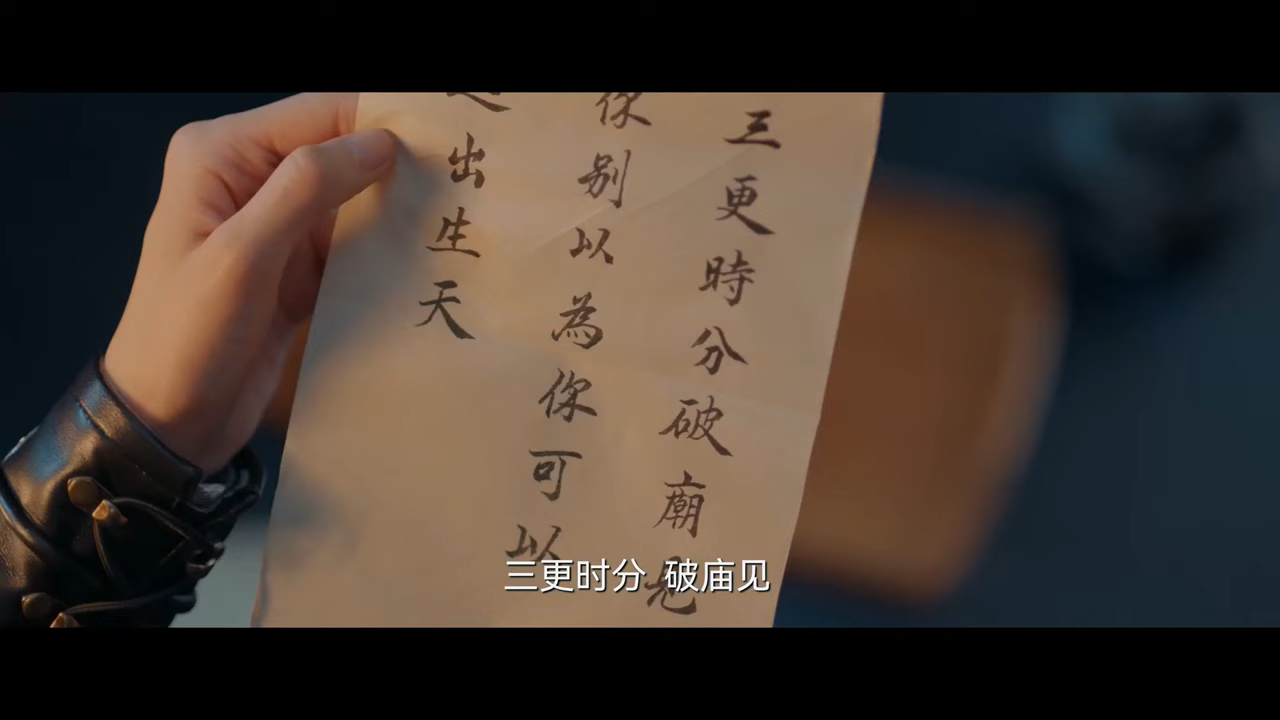 三更時分破廟見
你别以為你可以
出生天
三更时分 破庙见